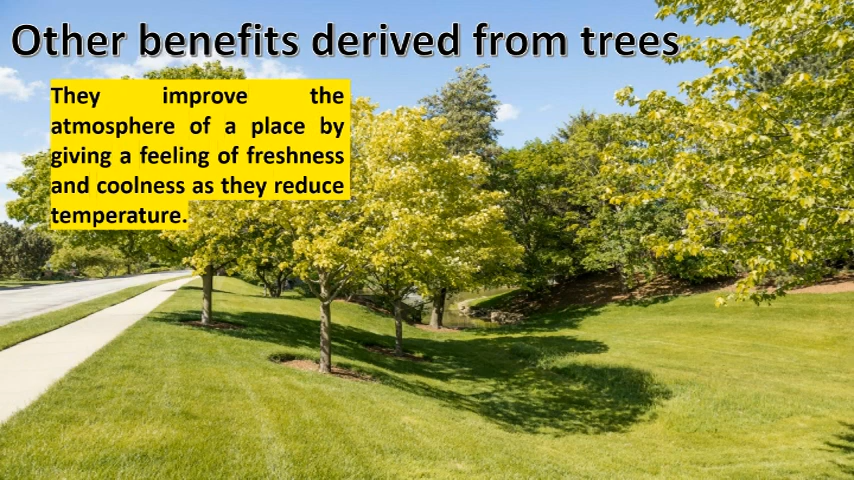 Other benefits derived from trees
They improve the
atmosphere of a place by
giving a feeling of freshness
and coolness as they reduce
temperature.